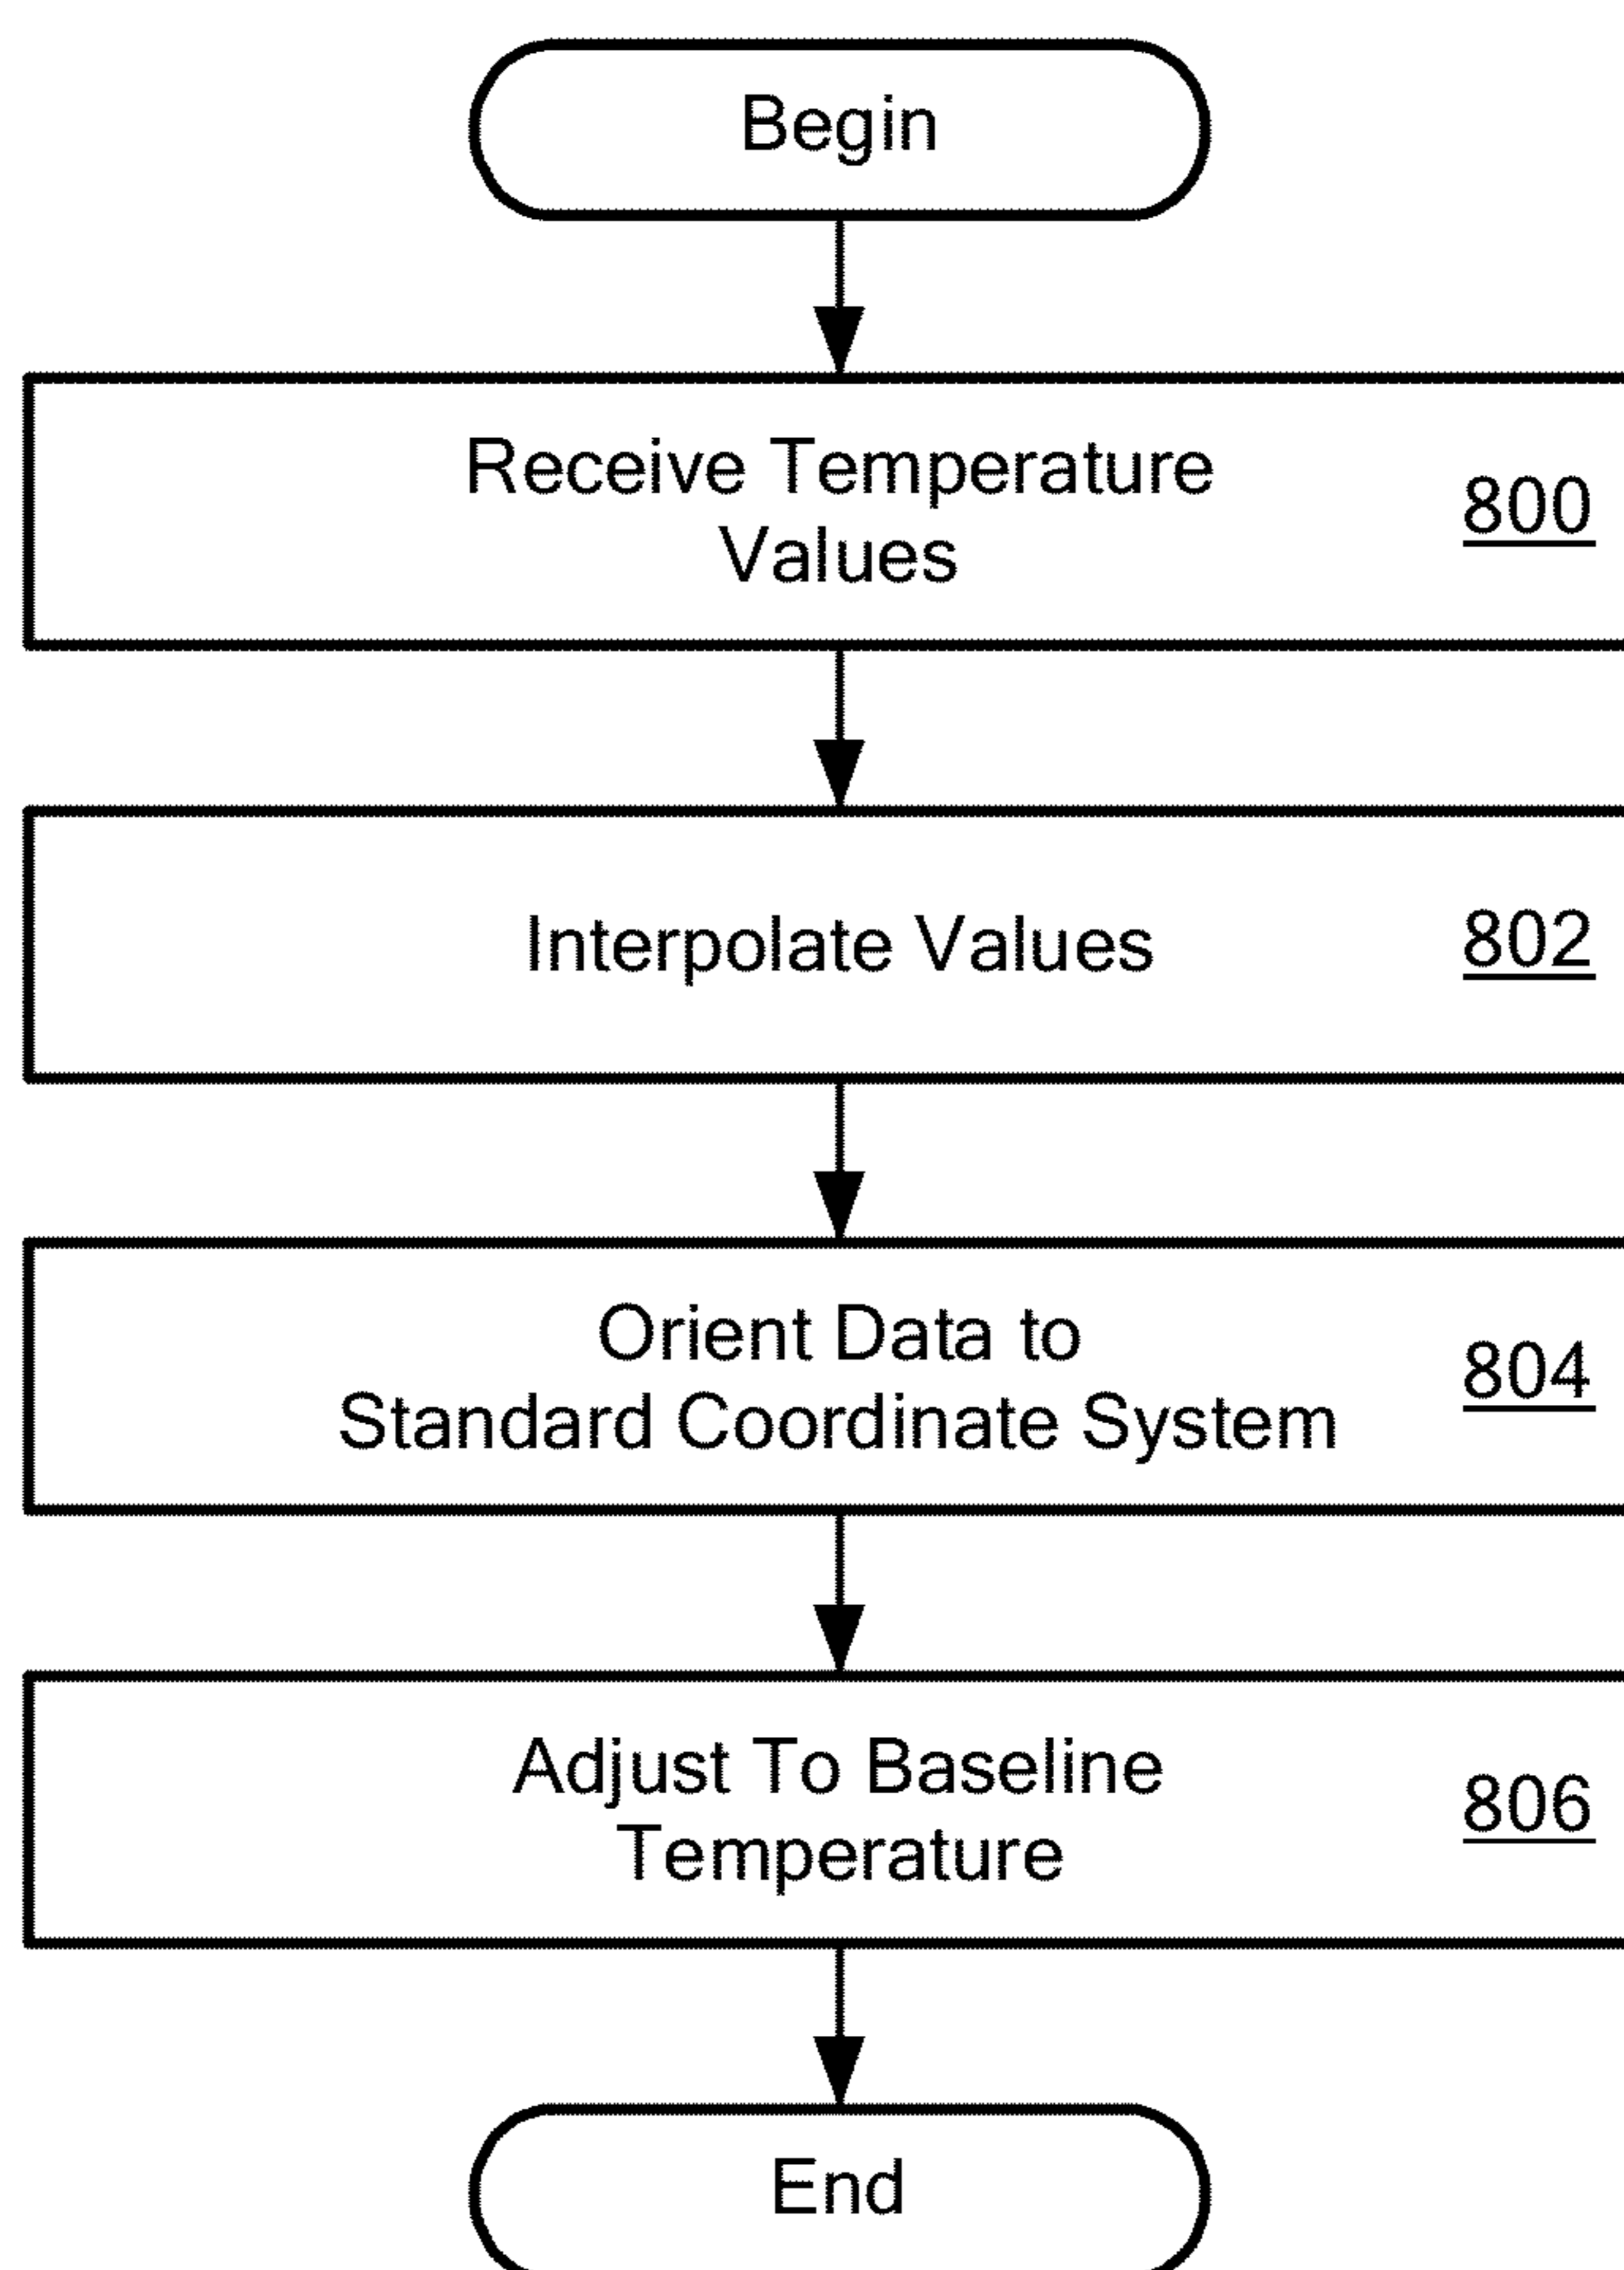 Begin
Receive Temperature
Values
800
Interpolate Values
802
Orient Data to
Standard Coordinate System
804
Adjust To Baseline
Temperature
806
End